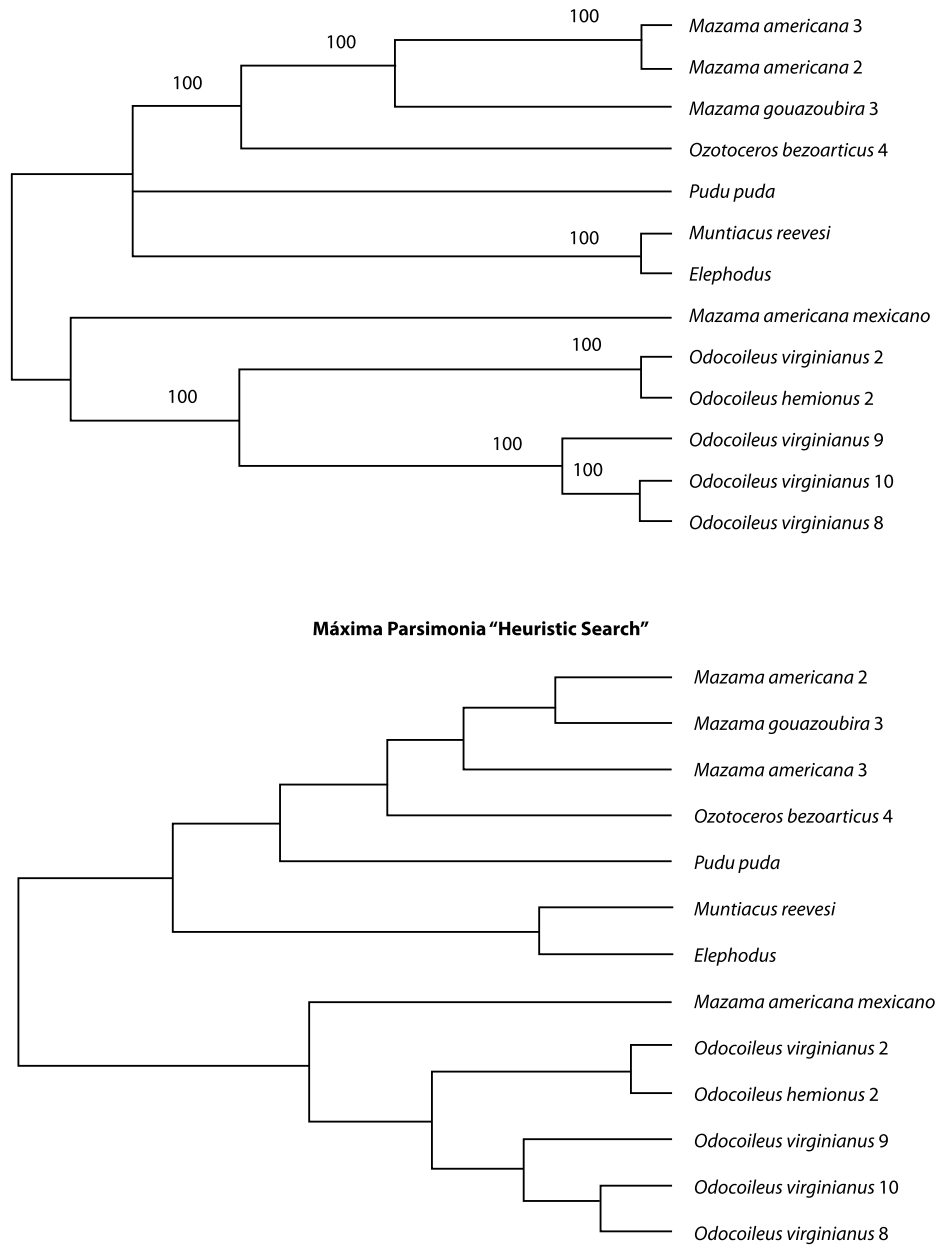 100
Mazama americana 3
100
Mazama americana 2
100
Mazama gouazoubira 3
Ozotoceros bezoarticus 4
Pudu puda
100
Muntiacus reevesi
Elephodus
Mazama americana mexicano
100
Odocoileus virginianus 2
100
Odocoileus hemionus 2
100
Odocoileus virginianus 9
100
Odocoileus virginianus 10
Odocoileus virginianus 8
Máxima Parsimonia “Heuristic Search”
Mazama americana 2
Mazama gouazoubira 3
Mazama americana 3
Ozotoceros bezoarticus 4
Pudu puda
Muntiacus reevesi
Elephodus
Mazama americana mexicano
Odocoileus virginianus 2
Odocoileus hemionus 2
Odocoileus virginianus 9
Odocoileus virginianus 10
Odocoileus virginianus 8